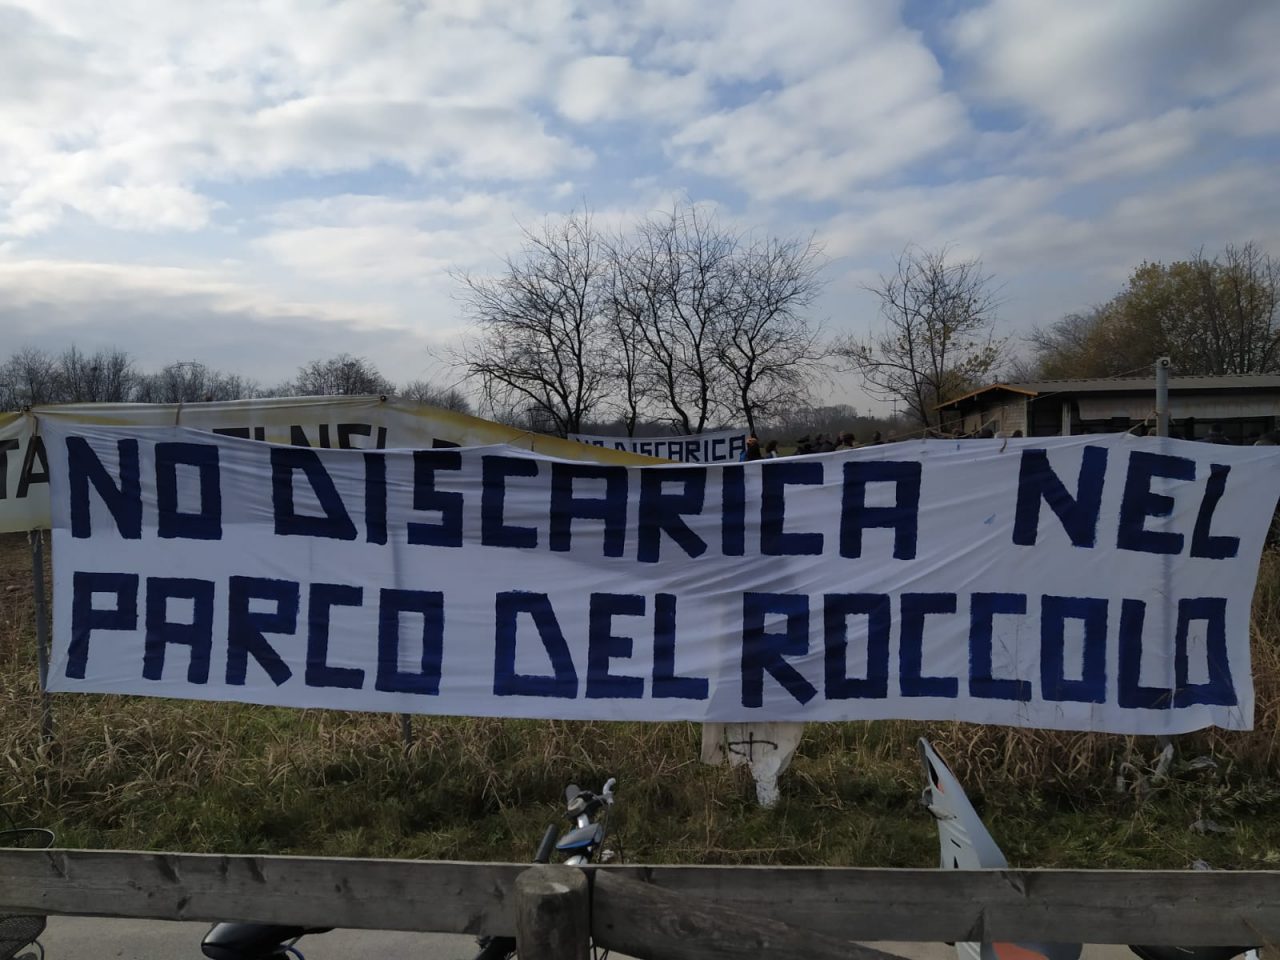 NO DISCARICA NEL
PARCO DEL ROCCOLO
NO DISCARICA